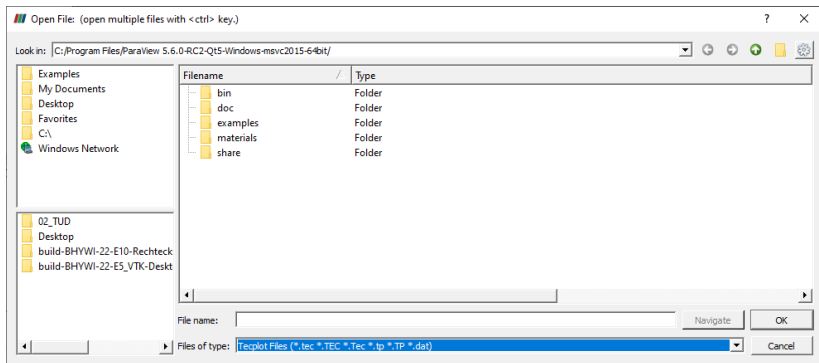 Open File: (open multiple files with <ctrl> key.)
Look in: C:/Program Files/ParaView 5.6.0-RC2-Qt5-Windows-msvc2015-64bit/
Examples
My Documents
Desktop
Favorites
C:\
Windows Network
Filename Type
bin Folder
doc Folder
examples Folder
materials Folder
share Folder
02_TUD
Desktop
build-BHYWI-22-E10-Rechteck
build-BHYWI-22-E5_VTK-Deskt
File name: Navigate OK
Files of type: Tecplot Files (*.tec *.TEC *.Tec *.tp *.TP *.dat) Cancel